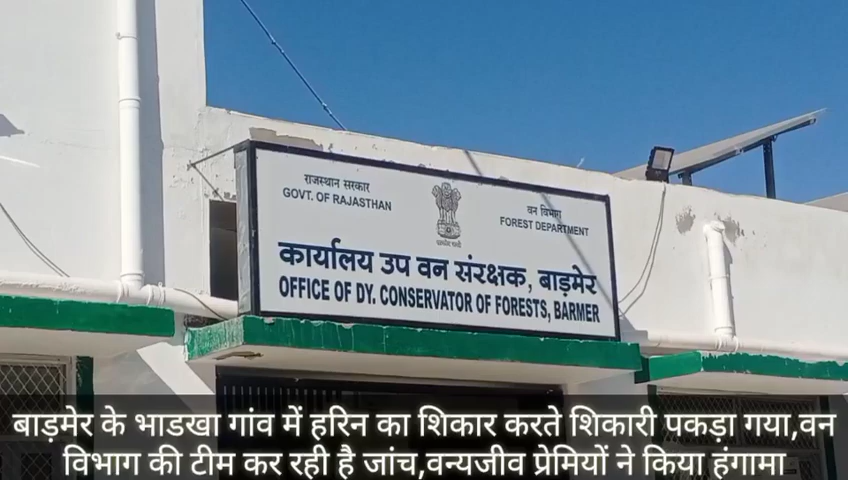 राजस्थान सरकार
GOVT. OF RAJASTHAN
वन विभाग
FOREST DEPARTMENT
कार्यालय उप वन संरक्षक, बाड़मेर
OFFICE OF DY. CONSERVATOR OF FORESTS, BARMER
बाड़मेर के भाडखा गांव में हरिन का शिकार करते शिकारी पकड़ा गया,वन
विभाग की टीम कर रही है जांच,वन्यजीव प्रेमियों ने किया हंगामा